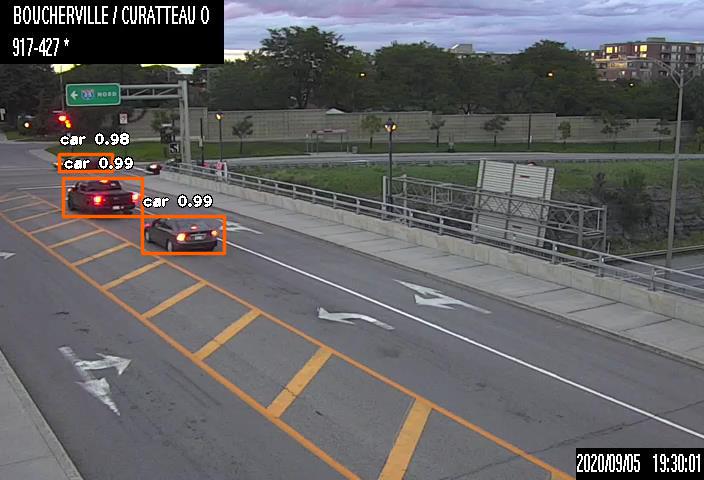 BOUCHERVILLE / CURATTEAU O
917-427 *
NORD
car 0.98
car 0.99
car 0.99
2020/09/05 19:30:01